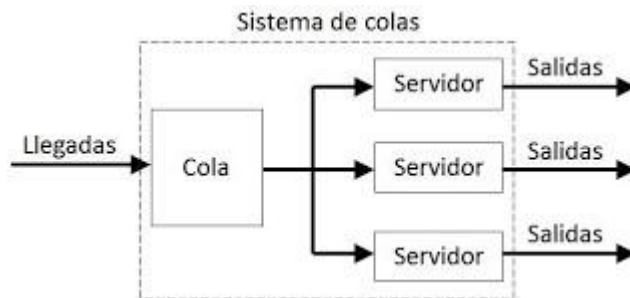 Sistema de colas
Llegadas
Cola
Servidor
Salidas
Servidor
Salidas
Servidor
Salidas